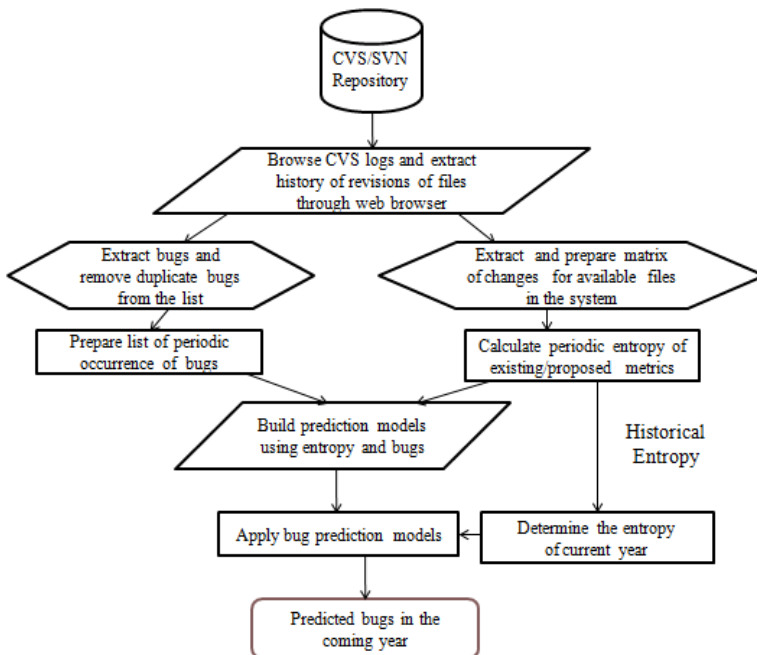 CVS/SVN
Repository
Browse CVS logs and extract
history of revisions of files
through web browser
Extract bugs and
remove duplicate bugs
from the list
Extract and prepare matrix
of changes for available files
in the system
Prepare list of periodic
occurrence of bugs
Calculate periodic entropy of
existing/proposed metrics
Build prediction models
using entropy and bugs
Historical
Entropy
Apply bug prediction models
Determine the entropy
of current year
Predicted bugs in the
coming year